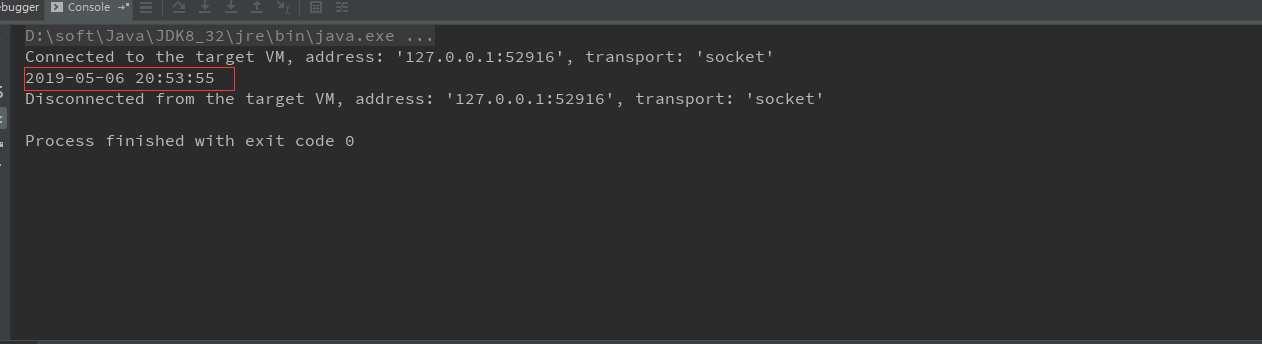 ebugger Console
D:\soft\Java\JDK8_32\jre\bin\java.exe ...
Connected to the target VM, address: '127.0.0.1:52916', transport: 'socket'
2019-05-06 20:53:55
Disconnected from the target VM, address: '127.0.0.1:52916', transport: 'socket'
Process finished with exit code 0